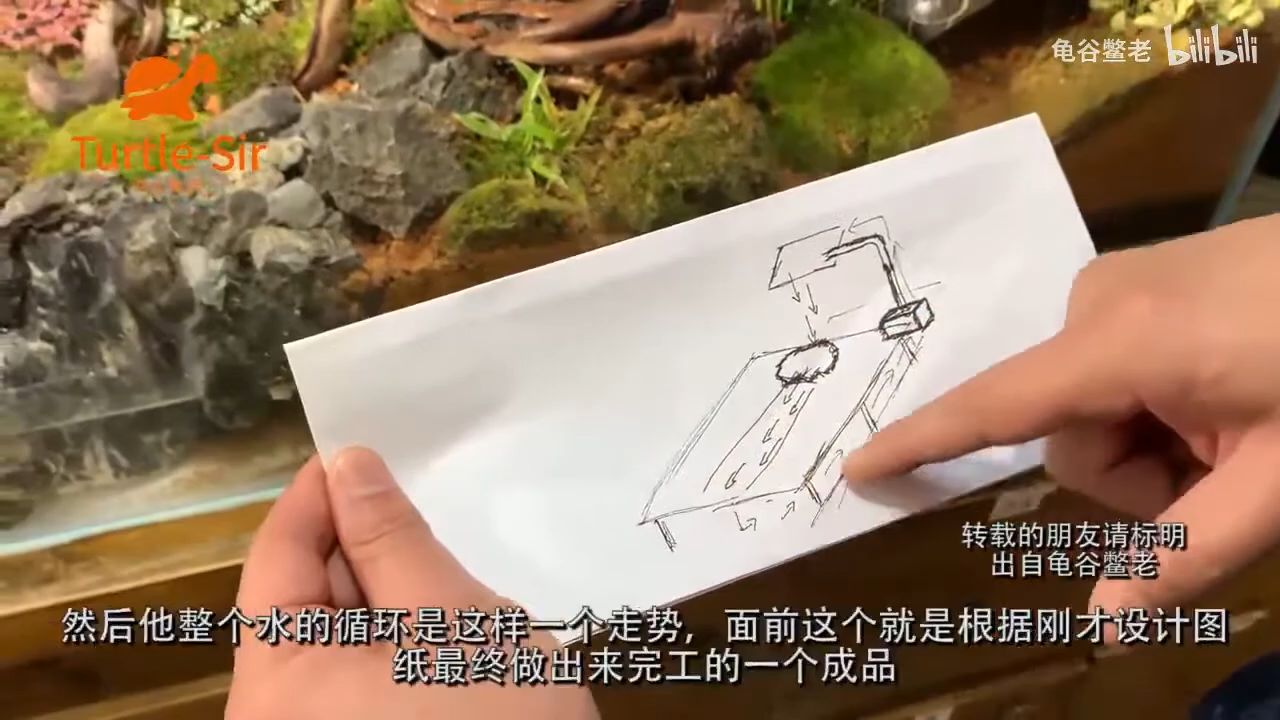 龟谷鳖老 bilibili
Turtle-Sir
转载的朋友请标明
出自龟谷鳖老
然后他整个水的循环是这样一个走势，面前这个就是根据刚才设计图
纸最终做出来完工的一个成品